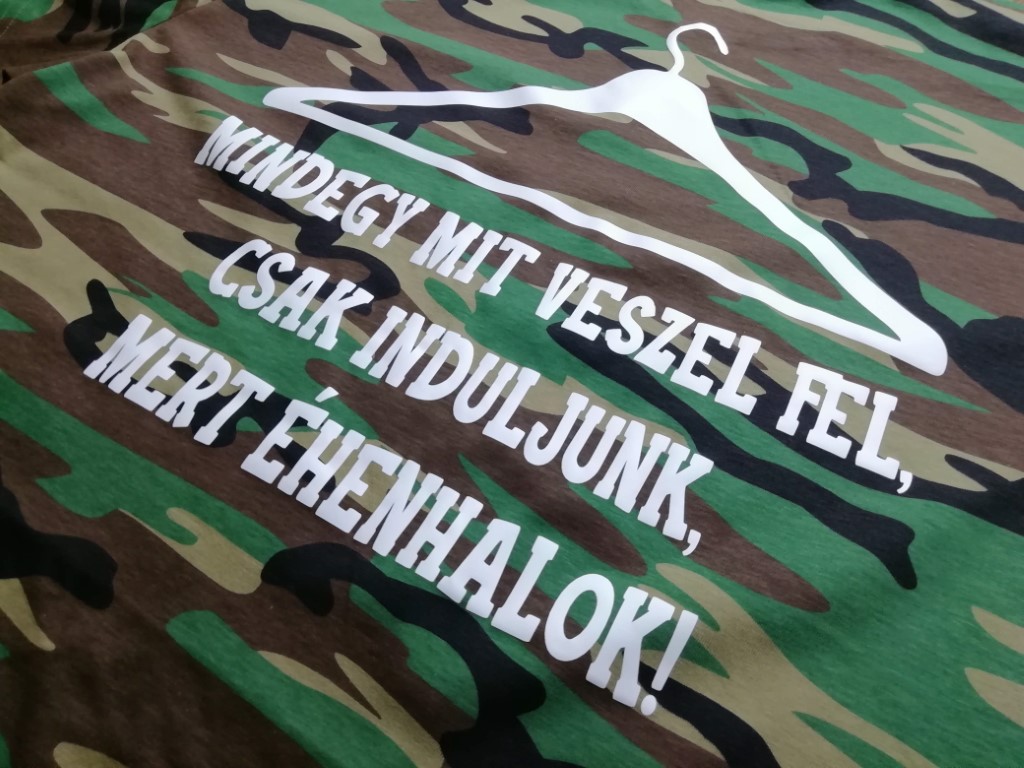 MINDEGY MIT VESZEL FEL,
CSAK INDULJUNK,
MERT ÉHENHALOK!